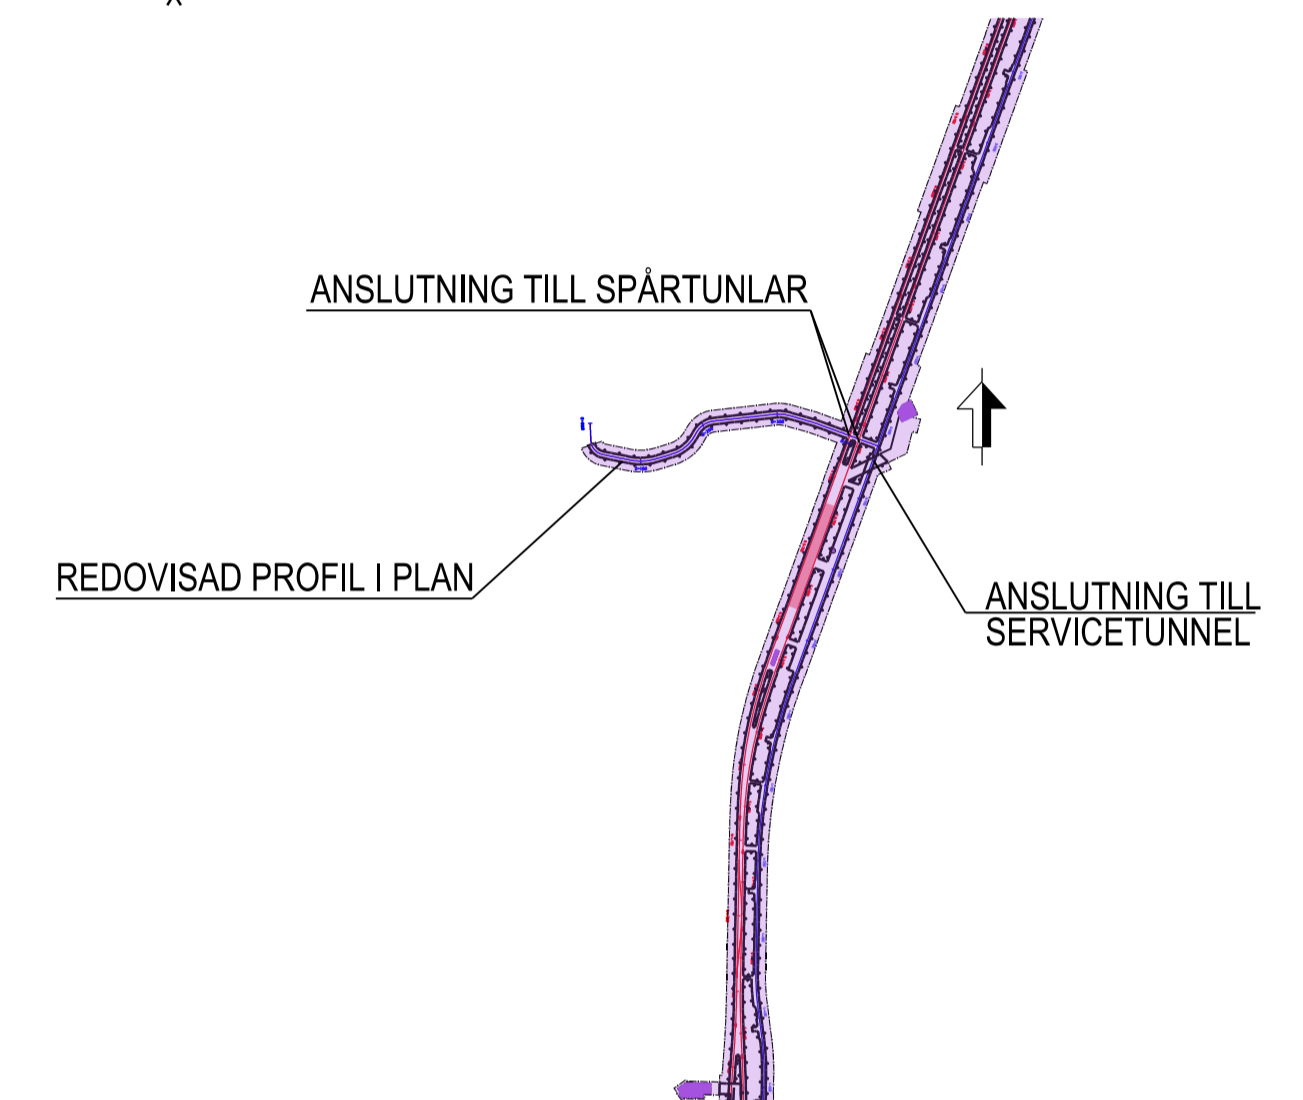 ANSLUTNING TILL SPÅRTUNLAR
REDOVISAD PROFIL I PLAN
ANSLUTNING TILL
SERVICETUNNEL